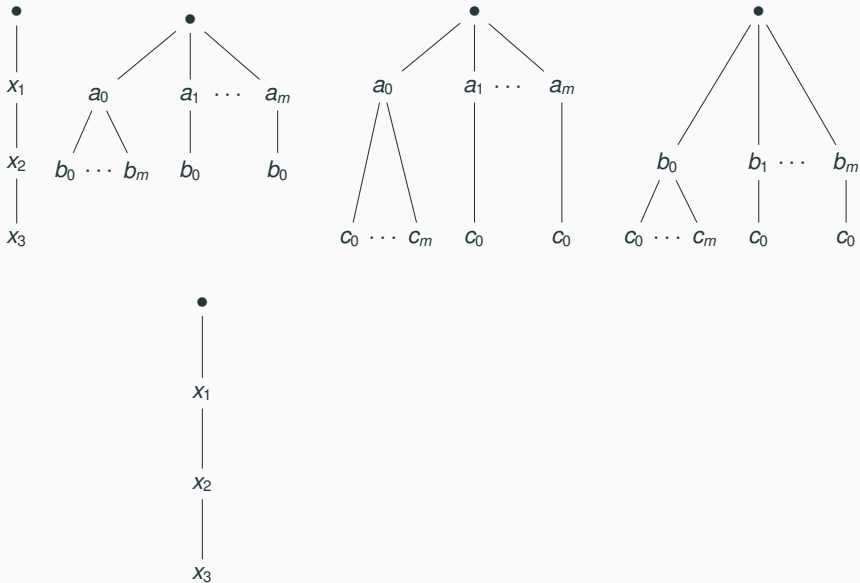 x₁ a₀ a₁ ⋯ aₘ a₀ a₁ ⋯ aₘ
x₂ b₀ ⋯ bₘ b₀ b₀ b₀ b₁ ⋯ bₘ
x₃ c₀ ⋯ cₘ c₀ c₀ c₀ ⋯ cₘ c₀ c₀
x₁
x₂
x₃